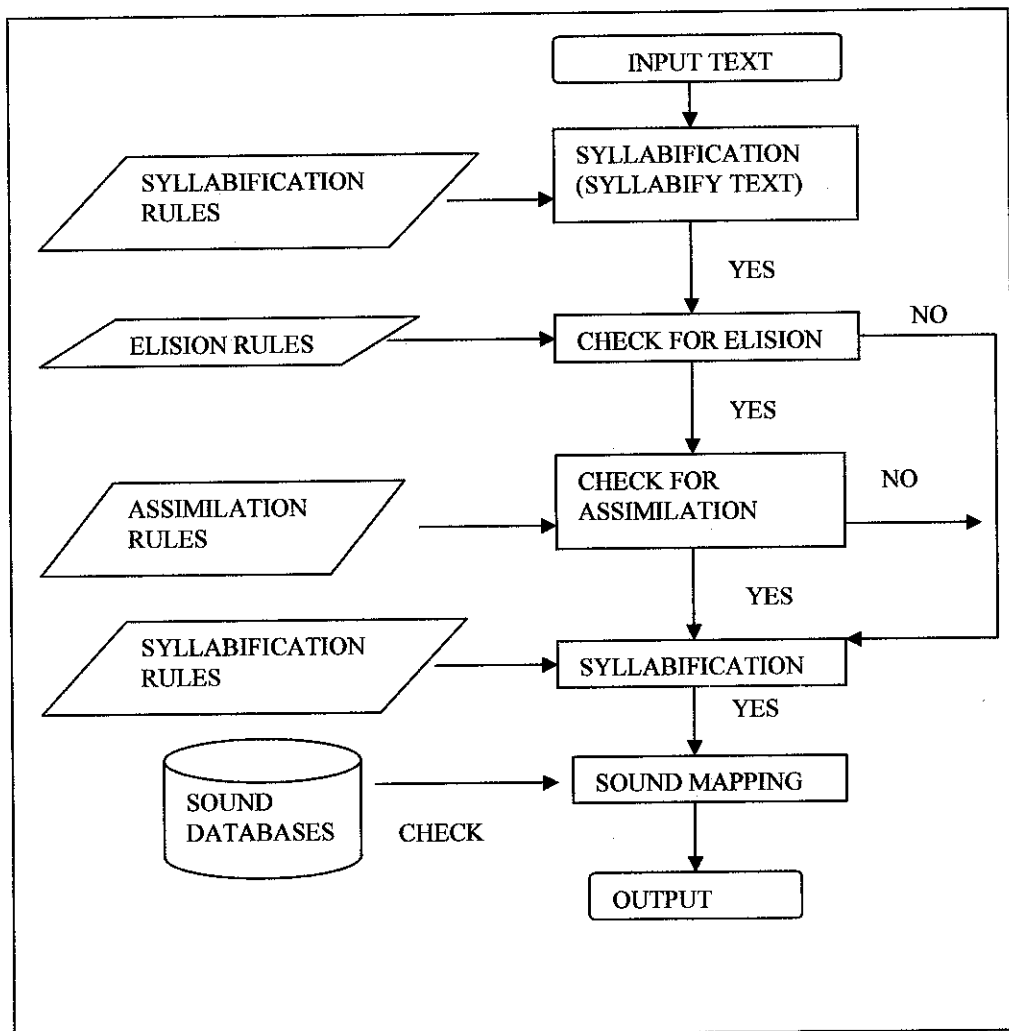 INPUT TEXT
SYLLABIFICATION
(SYLLABIFY TEXT)
SYLLABIFICATION
RULES
YES
NO
ELISION RULES
CHECK FOR ELISION
YES
CHECK FOR
ASSIMILATION
NO
ASSIMILATION
RULES
YES
SYLLABIFICATION
RULES
SYLLABIFICATION
YES
SOUND MAPPING
SOUND
DATABASES
CHECK
OUTPUT